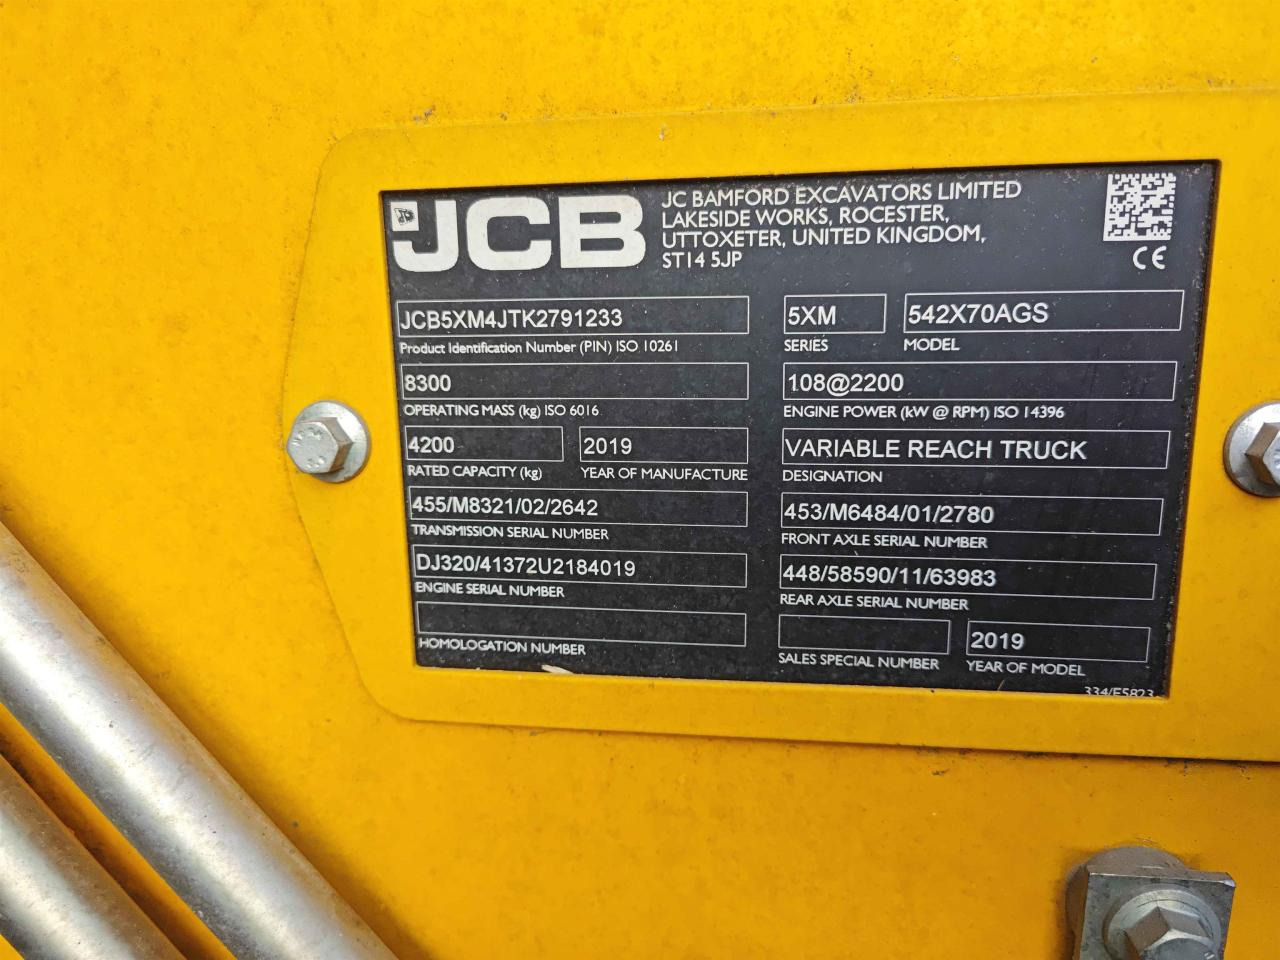 JCB
JC BAMFORD EXCAVATORS LIMITED
LAKESIDE WORKS, ROCESTER,
UTTOXETER, UNITED KINGDOM,
ST14 5JP
CE
JCB5XM4JTK2791233
Product Identification Number (PIN) ISO 10261
5XM
SERIES
542X70AGS
MODEL
8300
OPERATING MASS (kg) ISO 6016
108@2200
ENGINE POWER (kW @ RPM) ISO 14396
4200
RATED CAPACITY (kg)
2019
YEAR OF MANUFACTURE
VARIABLE REACH TRUCK
DESIGNATION
455/M8321/02/2642
TRANSMISSION SERIAL NUMBER
453/M6484/01/2780
FRONT AXLE SERIAL NUMBER
DJ320/41372U2184019
ENGINE SERIAL NUMBER
448/58590/11/63983
REAR AXLE SERIAL NUMBER
HOMOLOGATION NUMBER
SALES SPECIAL NUMBER
2019
YEAR OF MODEL
334/F5823